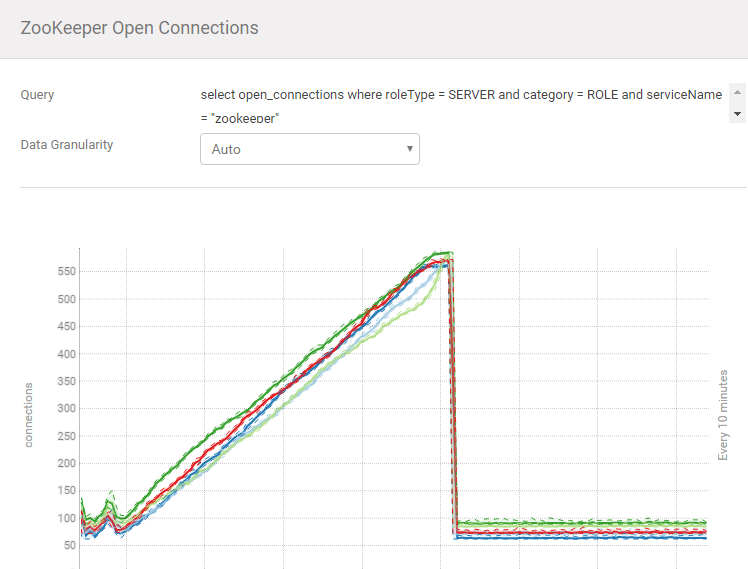 ZooKeeper Open Connections
Query
select open_connections where roleType = SERVER and category = ROLE and serviceName
= "zookeeper"
Data Granularity
Auto
connections
550
500
450
400
350
300
250
200
150
100
50
Every 10 minutes